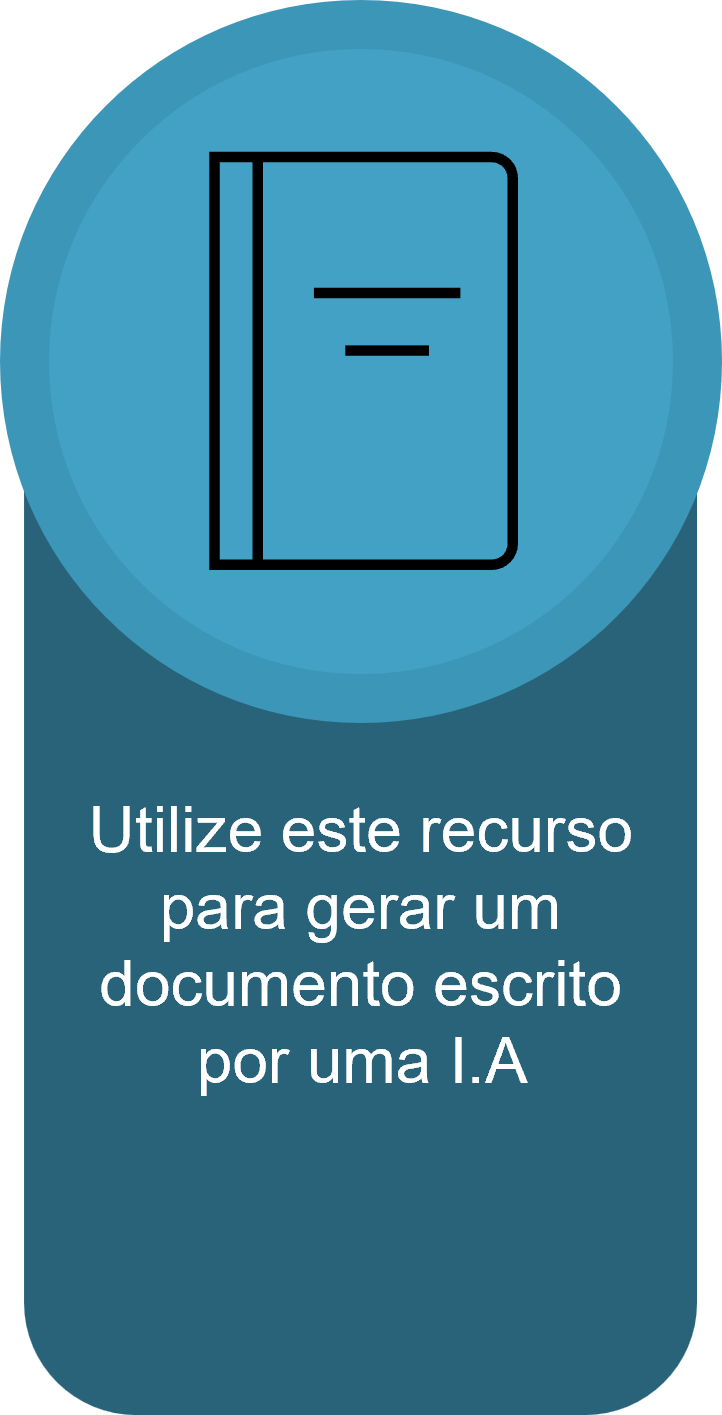 Utilize este recurso
para gerar um
documento escrito
por uma I.A